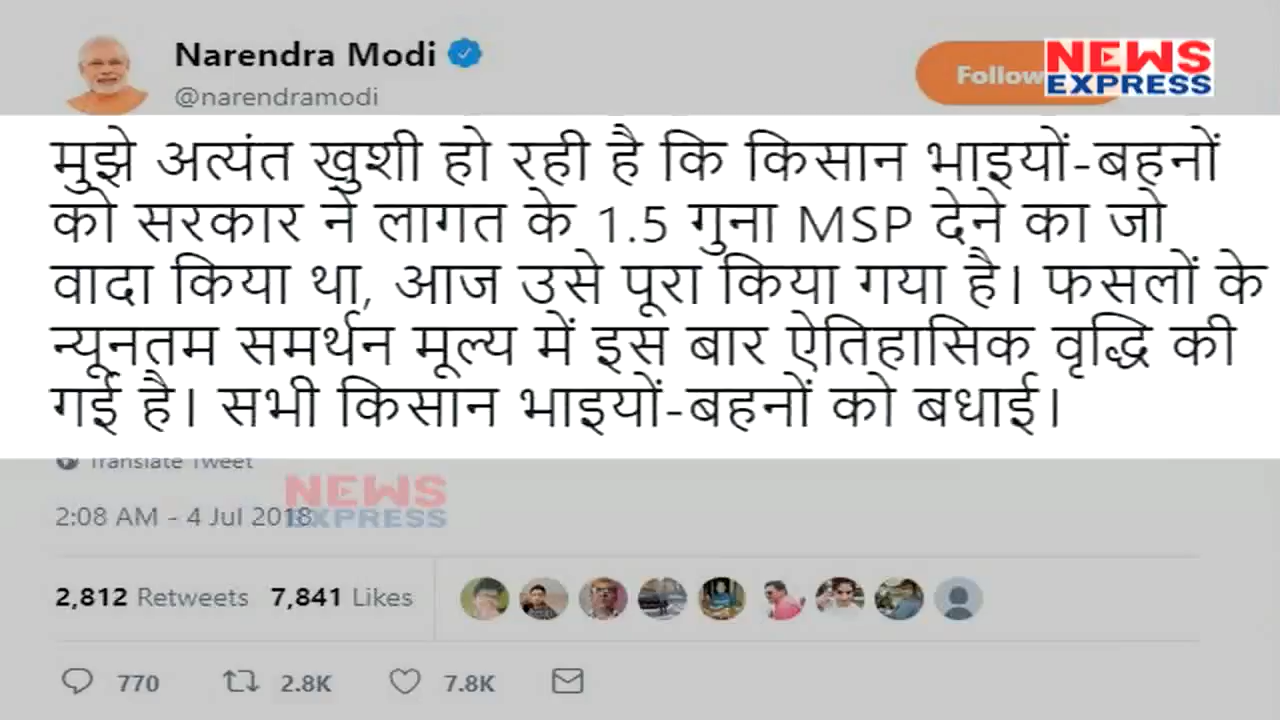 Narendra Modi
@narendramodi
Follow
NEWS
EXPRESS
मुझे अत्यंत खुशी हो रही है कि किसान भाइयों-बहनों
को सरकार ने लागत के 1.5 गुना MSP देने का जो
वादा किया था, आज उसे पूरा किया गया है। फसलों के
न्यूनतम समर्थन मूल्य में इस बार ऐतिहासिक वृद्धि की
गई है। सभी किसान भाइयों-बहनों को बधाई।
Translate Tweet
NEWS
EXPRESS
2:08 AM - 4 Jul 2018
2,812 Retweets 7,841 Likes
770 2.8K 7.8K